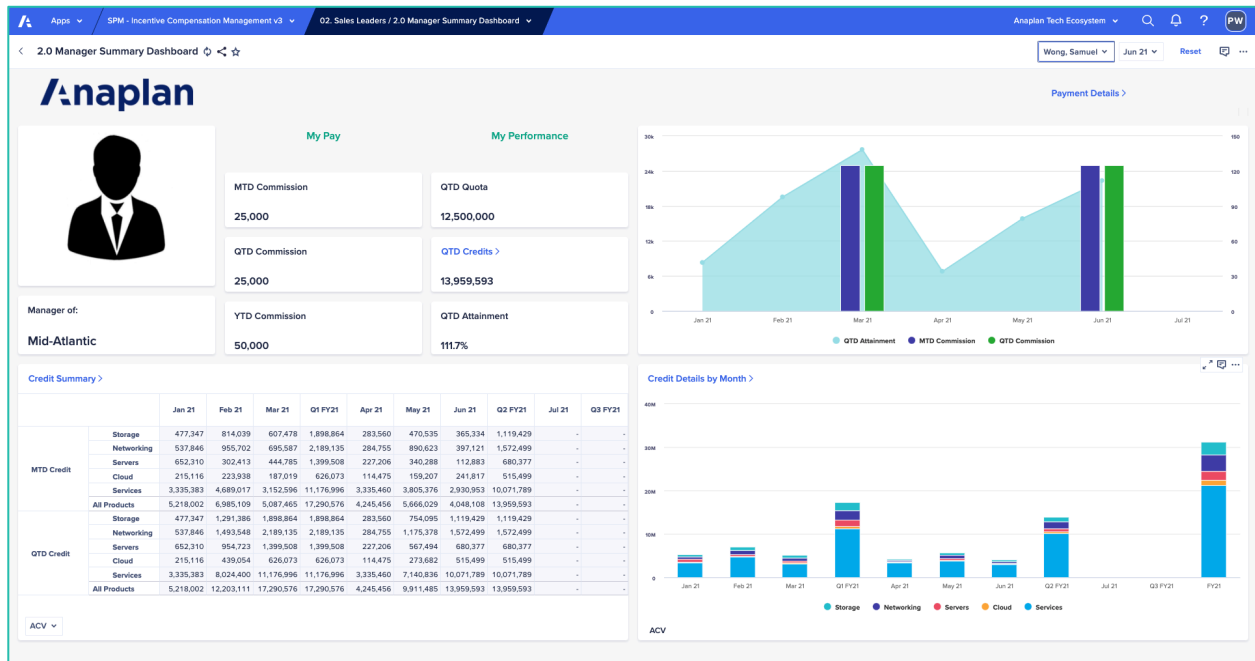 Apps
SPM - Incentive Compensation Management v3
02. Sales Leaders / 2.0 Manager Summary Dashboard
Anaplan Tech Ecosystem
?
PW
2.0 Manager Summary Dashboard
Wong, Samuel
Jun 21
Reset
Anaplan
Payment Details >
My Pay
My Performance
MTD Commission
25,000
QTD Quota
12,500,000
QTD Commission
25,000
QTD Credits >
13,959,593
Manager of:
Mid-Atlantic
YTD Commission
50,000
QTD Attainment
111.7%
30k 150
24k 120
18k 90
12k 60
6k 30
0 0
Jan 21 Feb 21 Mar 21 Apr 21 May 21 Jun 21 Jul 21
QTD Attainment MTD Commission QTD Commission
Credit Summary >
Jan 21 Feb 21 Mar 21 Q1 FY21 Apr 21 May 21 Jun 21 Q2 FY21 Jul 21 Q3 FY21
MTD Credit
Storage 477,347 814,039 607,478 1,898,864 283,560 470,535 365,334 1,119,429 - -
Networking 537,846 955,702 695,587 2,189,135 284,755 890,623 397,121 1,572,499 - -
Servers 652,310 302,413 444,785 1,399,508 227,206 340,288 112,883 680,377 - -
Cloud 215,116 223,938 187,019 626,073 114,475 159,207 241,817 515,499 - -
Services 3,335,383 4,689,017 3,152,596 11,176,996 3,335,460 3,805,376 2,930,953 10,071,789 - -
All Products 5,218,002 6,985,109 5,087,465 17,290,576 4,245,456 5,666,029 4,048,108 13,959,593 - -
QTD Credit
Storage 477,347 1,291,386 1,898,864 1,898,864 283,560 754,095 1,119,429 1,119,429 - -
Networking 537,846 1,493,548 2,189,135 2,189,135 284,755 1,175,378 1,572,499 1,572,499 - -
Servers 652,310 954,723 1,399,508 1,399,508 227,206 567,494 680,377 680,377 - -
Cloud 215,116 439,054 626,073 626,073 114,475 273,682 515,499 515,499 - -
Services 3,335,383 8,024,400 11,176,996 11,176,996 3,335,460 7,140,836 10,071,789 10,071,789 - -
All Products 5,218,002 12,203,111 17,290,576 17,290,576 4,245,456 9,911,485 13,959,593 13,959,593 - -
ACV
Credit Details by Month >
40M
30M
20M
10M
0
Jan 21 Feb 21 Mar 21 Q1 FY21 Apr 21 May 21 Jun 21 Q2 FY21 Jul 21 Q3 FY21 FY21
Storage Networking Servers Cloud Services
ACV